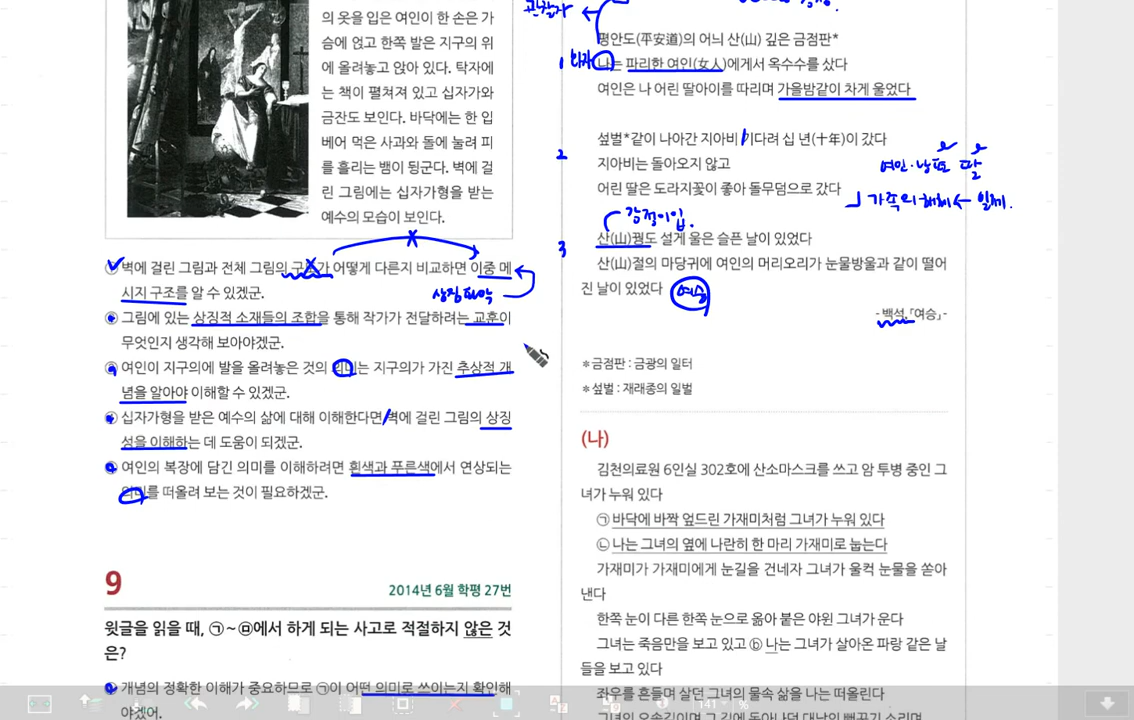 의 옷을 입은 여인이 한 손은 가
슴에 얹고 한쪽 발은 지구의 위
에 올려놓고 앉아 있다. 탁자에
는 책이 펼쳐져 있고 십자가와
금잔도 보인다. 바닥에는 한 입
베어 먹은 사과와 돌에 눌려 피
를 흘리는 뱀이 뒹군다. 벽에 걸
린 그림에는 십자가형을 받는
예수의 모습이 보인다.
벽에 걸린 그림과 전체 그림의 구도가 어떻게 다른지 비교하면 이중 메
시지 구조를 알 수 있겠군.
상징 파악
그림에 있는 상징적 소재들의 조합을 통해 작가가 전달하려는 교훈이
무엇인지 생각해 보아야겠군.
여인이 지구의에 발을 올려놓은 것의 의미는 지구의가 가진 추상적 개
념을 알아야 이해할 수 있겠군.
십자가형을 받은 예수의 삶에 대해 이해한다면 벽에 걸린 그림의 상징
성을 이해하는 데 도움이 되겠군.
여인의 복장에 담긴 의미를 이해하려면 흰색과 푸른색에서 연상되는
의미를 떠올려 보는 것이 필요하겠군.
9
2014년 6월 학평 27번
윗글을 읽을 때, ㉠~㉤에서 하게 되는 사고로 적절하지 않은 것
은?
개념의 정확한 이해가 중요하므로 ㉠이 어떤 의미로 쓰이는지 확인해
야겠어.
관찰자
평안도(平安道)의 어늬 산(山) 깊은 금점판*
1 화자
나는 파리한 여인(女人)에게서 옥수수를 샀다
여인은 나 어린 딸아이를 따리며 가을밤같이 차게 울었다
2
섶벌*같이 나아간 지아비 기다려 십 년(十年)이 갔다
지아비는 돌아오지 않고
어린 딸은 도라지꽃이 좋아 돌무덤으로 갔다
여인·남편 딸
가족의 해체 ← 일제.
감정이입.
3
산(山)꿩도 설게 울은 슬픈 날이 있었다
산(山)절의 마당귀에 여인의 머리오리가 눈물방울과 같이 떨어
진 날이 있었다
여승
- 백석, 「여승」 -
* 금점판 : 금광의 일터
* 섶벌 : 재래종의 일벌
(나)
김천의료원 6인실 302호에 산소마스크를 쓰고 암 투병 중인 그
녀가 누워 있다
㉠ 바닥에 바짝 엎드린 가재미처럼 그녀가 누워 있다
㉡ 나는 그녀의 옆에 나란히 한 마리 가재미로 눕는다
가재미가 가재미에게 눈길을 건네자 그녀가 울컥 눈물을 쏟아
낸다
한쪽 눈이 다른 한쪽 눈으로 옮아 붙은 야윈 그녀가 운다
그녀는 죽음만을 보고 있고 ⓑ 나는 그녀가 살아온 파랑 같은 날
들을 보고 있다
좌우를 흔들며 살던 그녀의 물속 삶을 나는 떠올린다
141 %